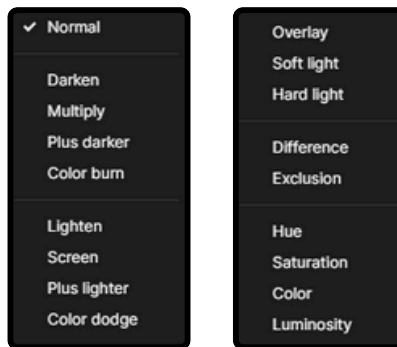 Normal
Darken
Multiply
Plus darker
Color burn
Lighten
Screen
Plus lighter
Color dodge
Overlay
Soft light
Hard light
Difference
Exclusion
Hue
Saturation
Color
Luminosity